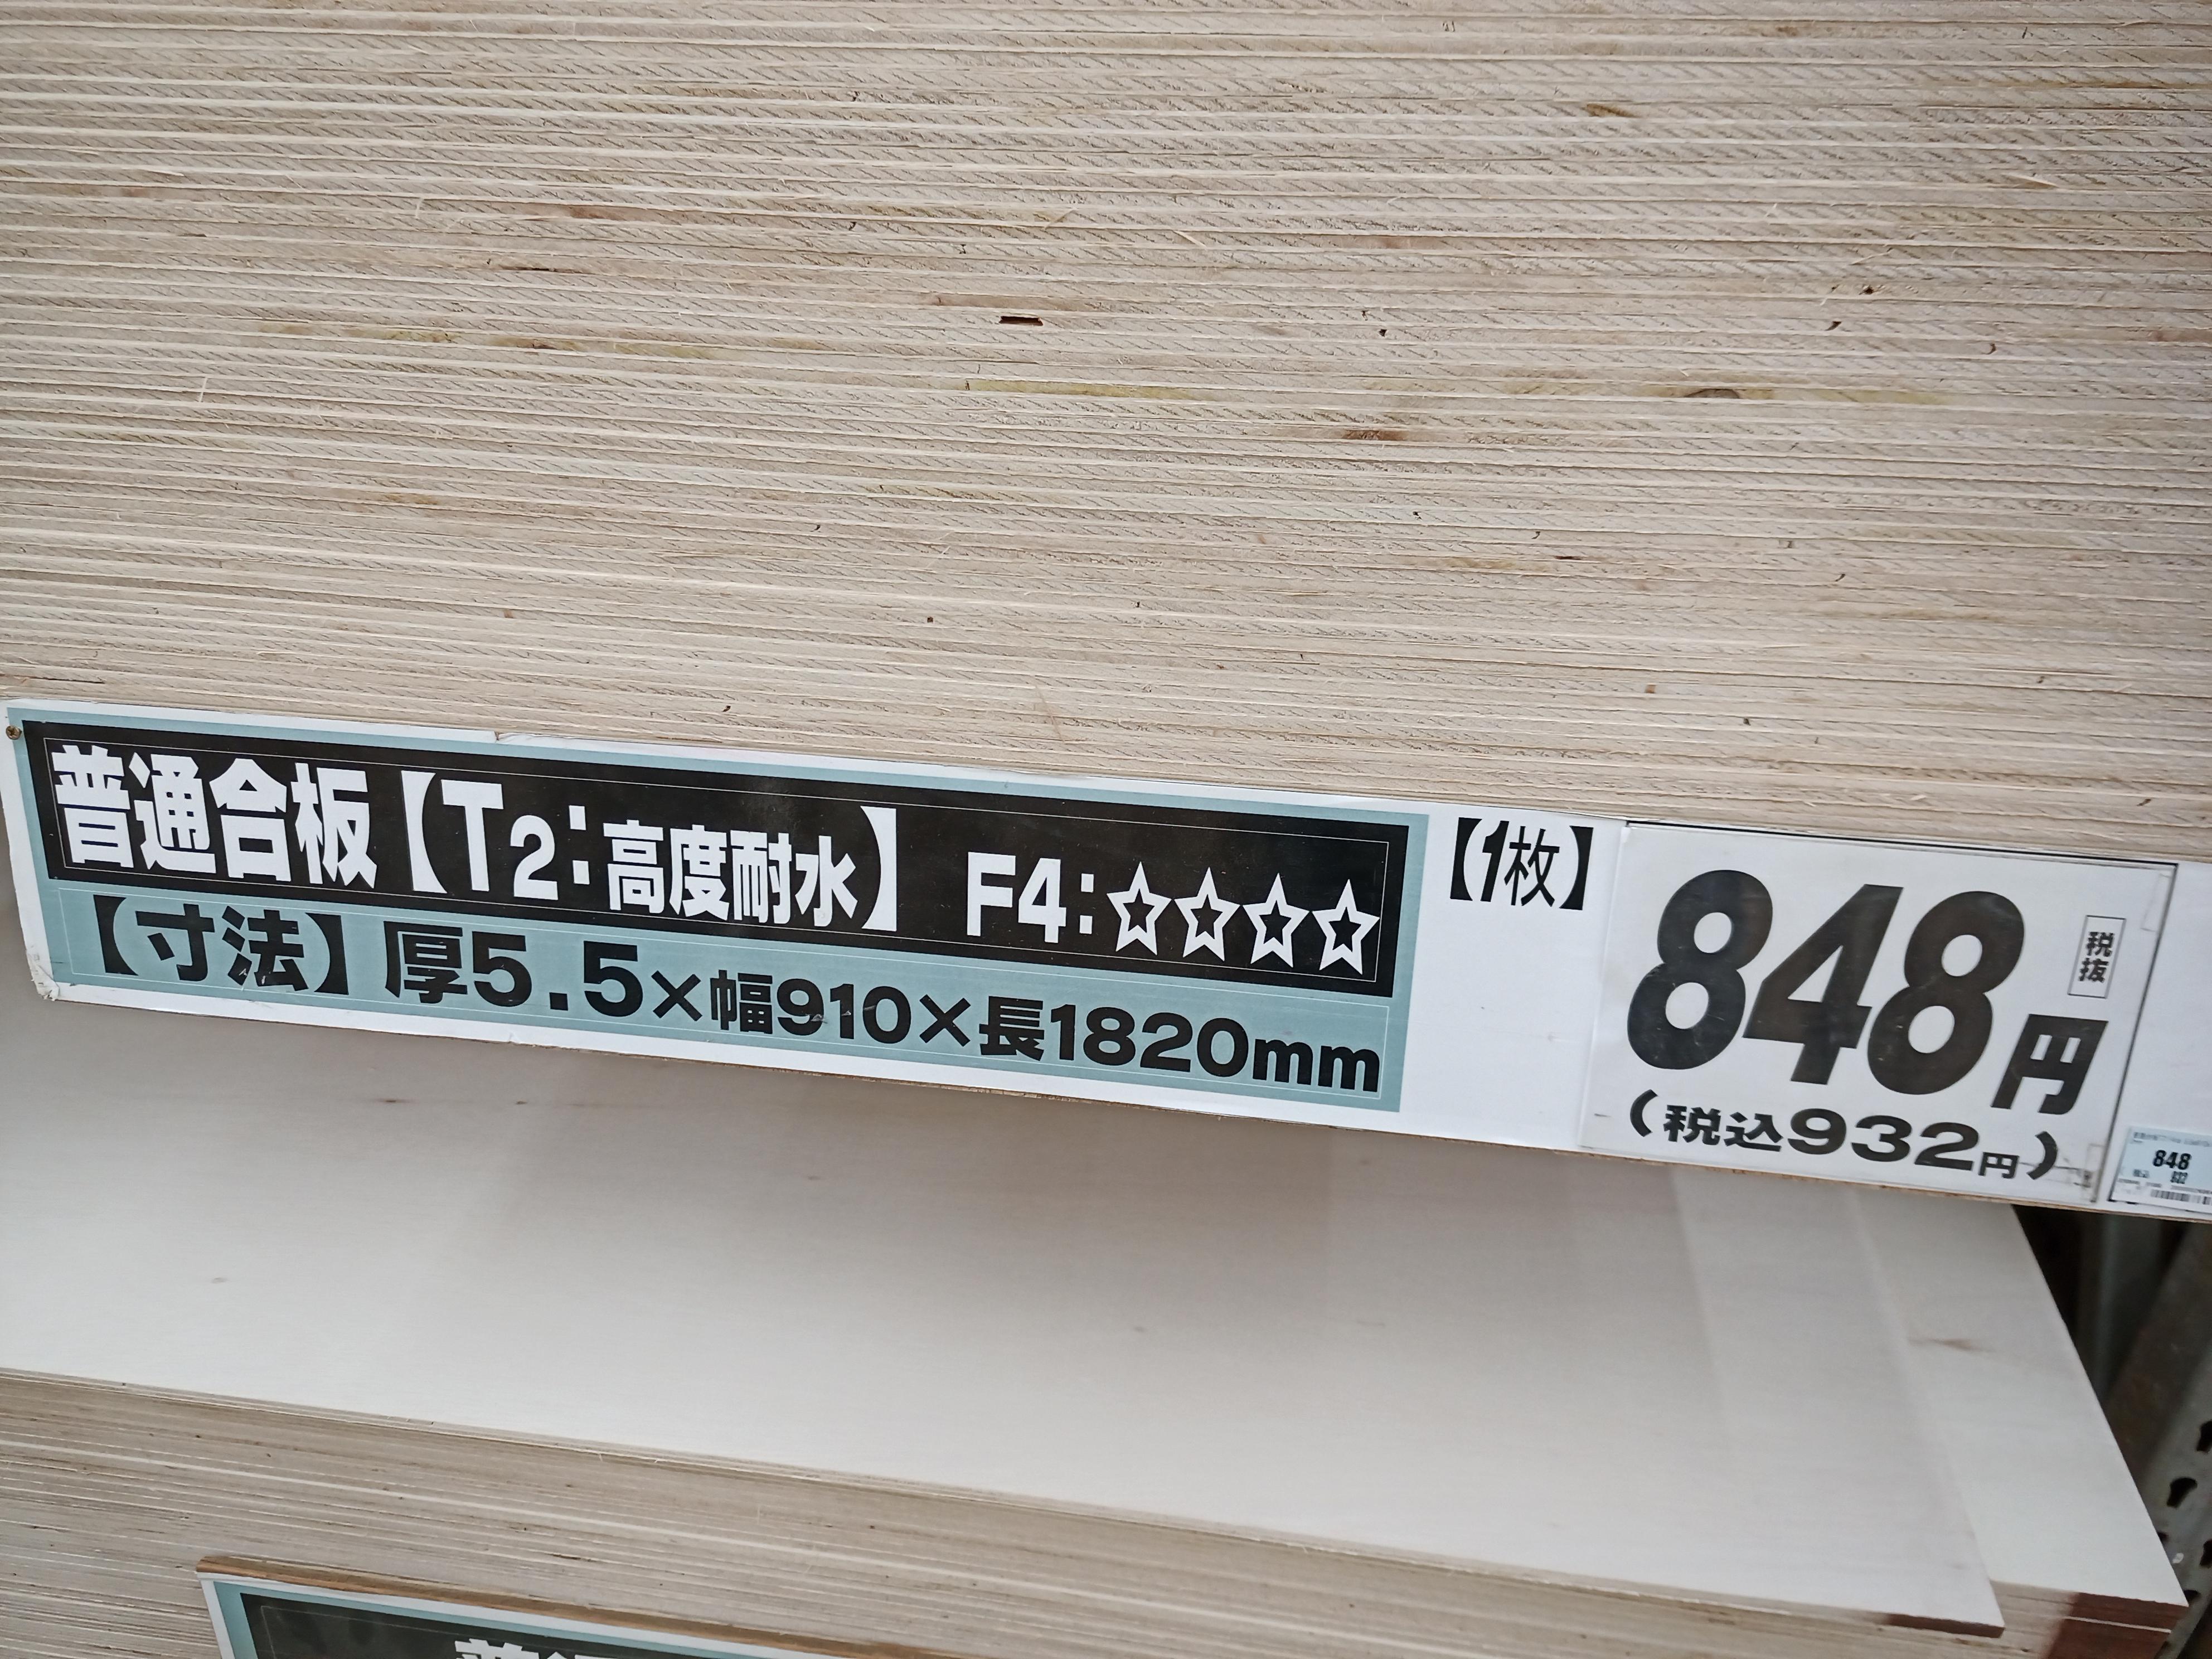 普通合板【T2:高度耐水】 F4:☆☆☆☆
【寸法】厚5.5×幅910×長1820mm
【1枚】
848円
税抜
(税込932円)
848
932